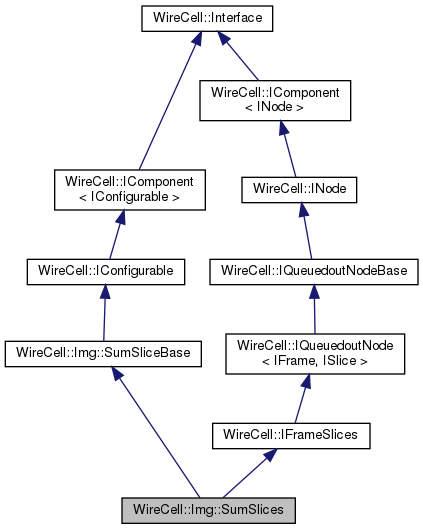 WireCell::Interface
WireCell::IComponent
< INode >
WireCell::IComponent
< IConfigurable >
WireCell::INode
WireCell::IConfigurable
WireCell::IQueuedoutNodeBase
WireCell::Img::SumSliceBase
WireCell::IQueuedoutNode
< IFrame, ISlice >
WireCell::IFrameSlices
WireCell::Img::SumSlices